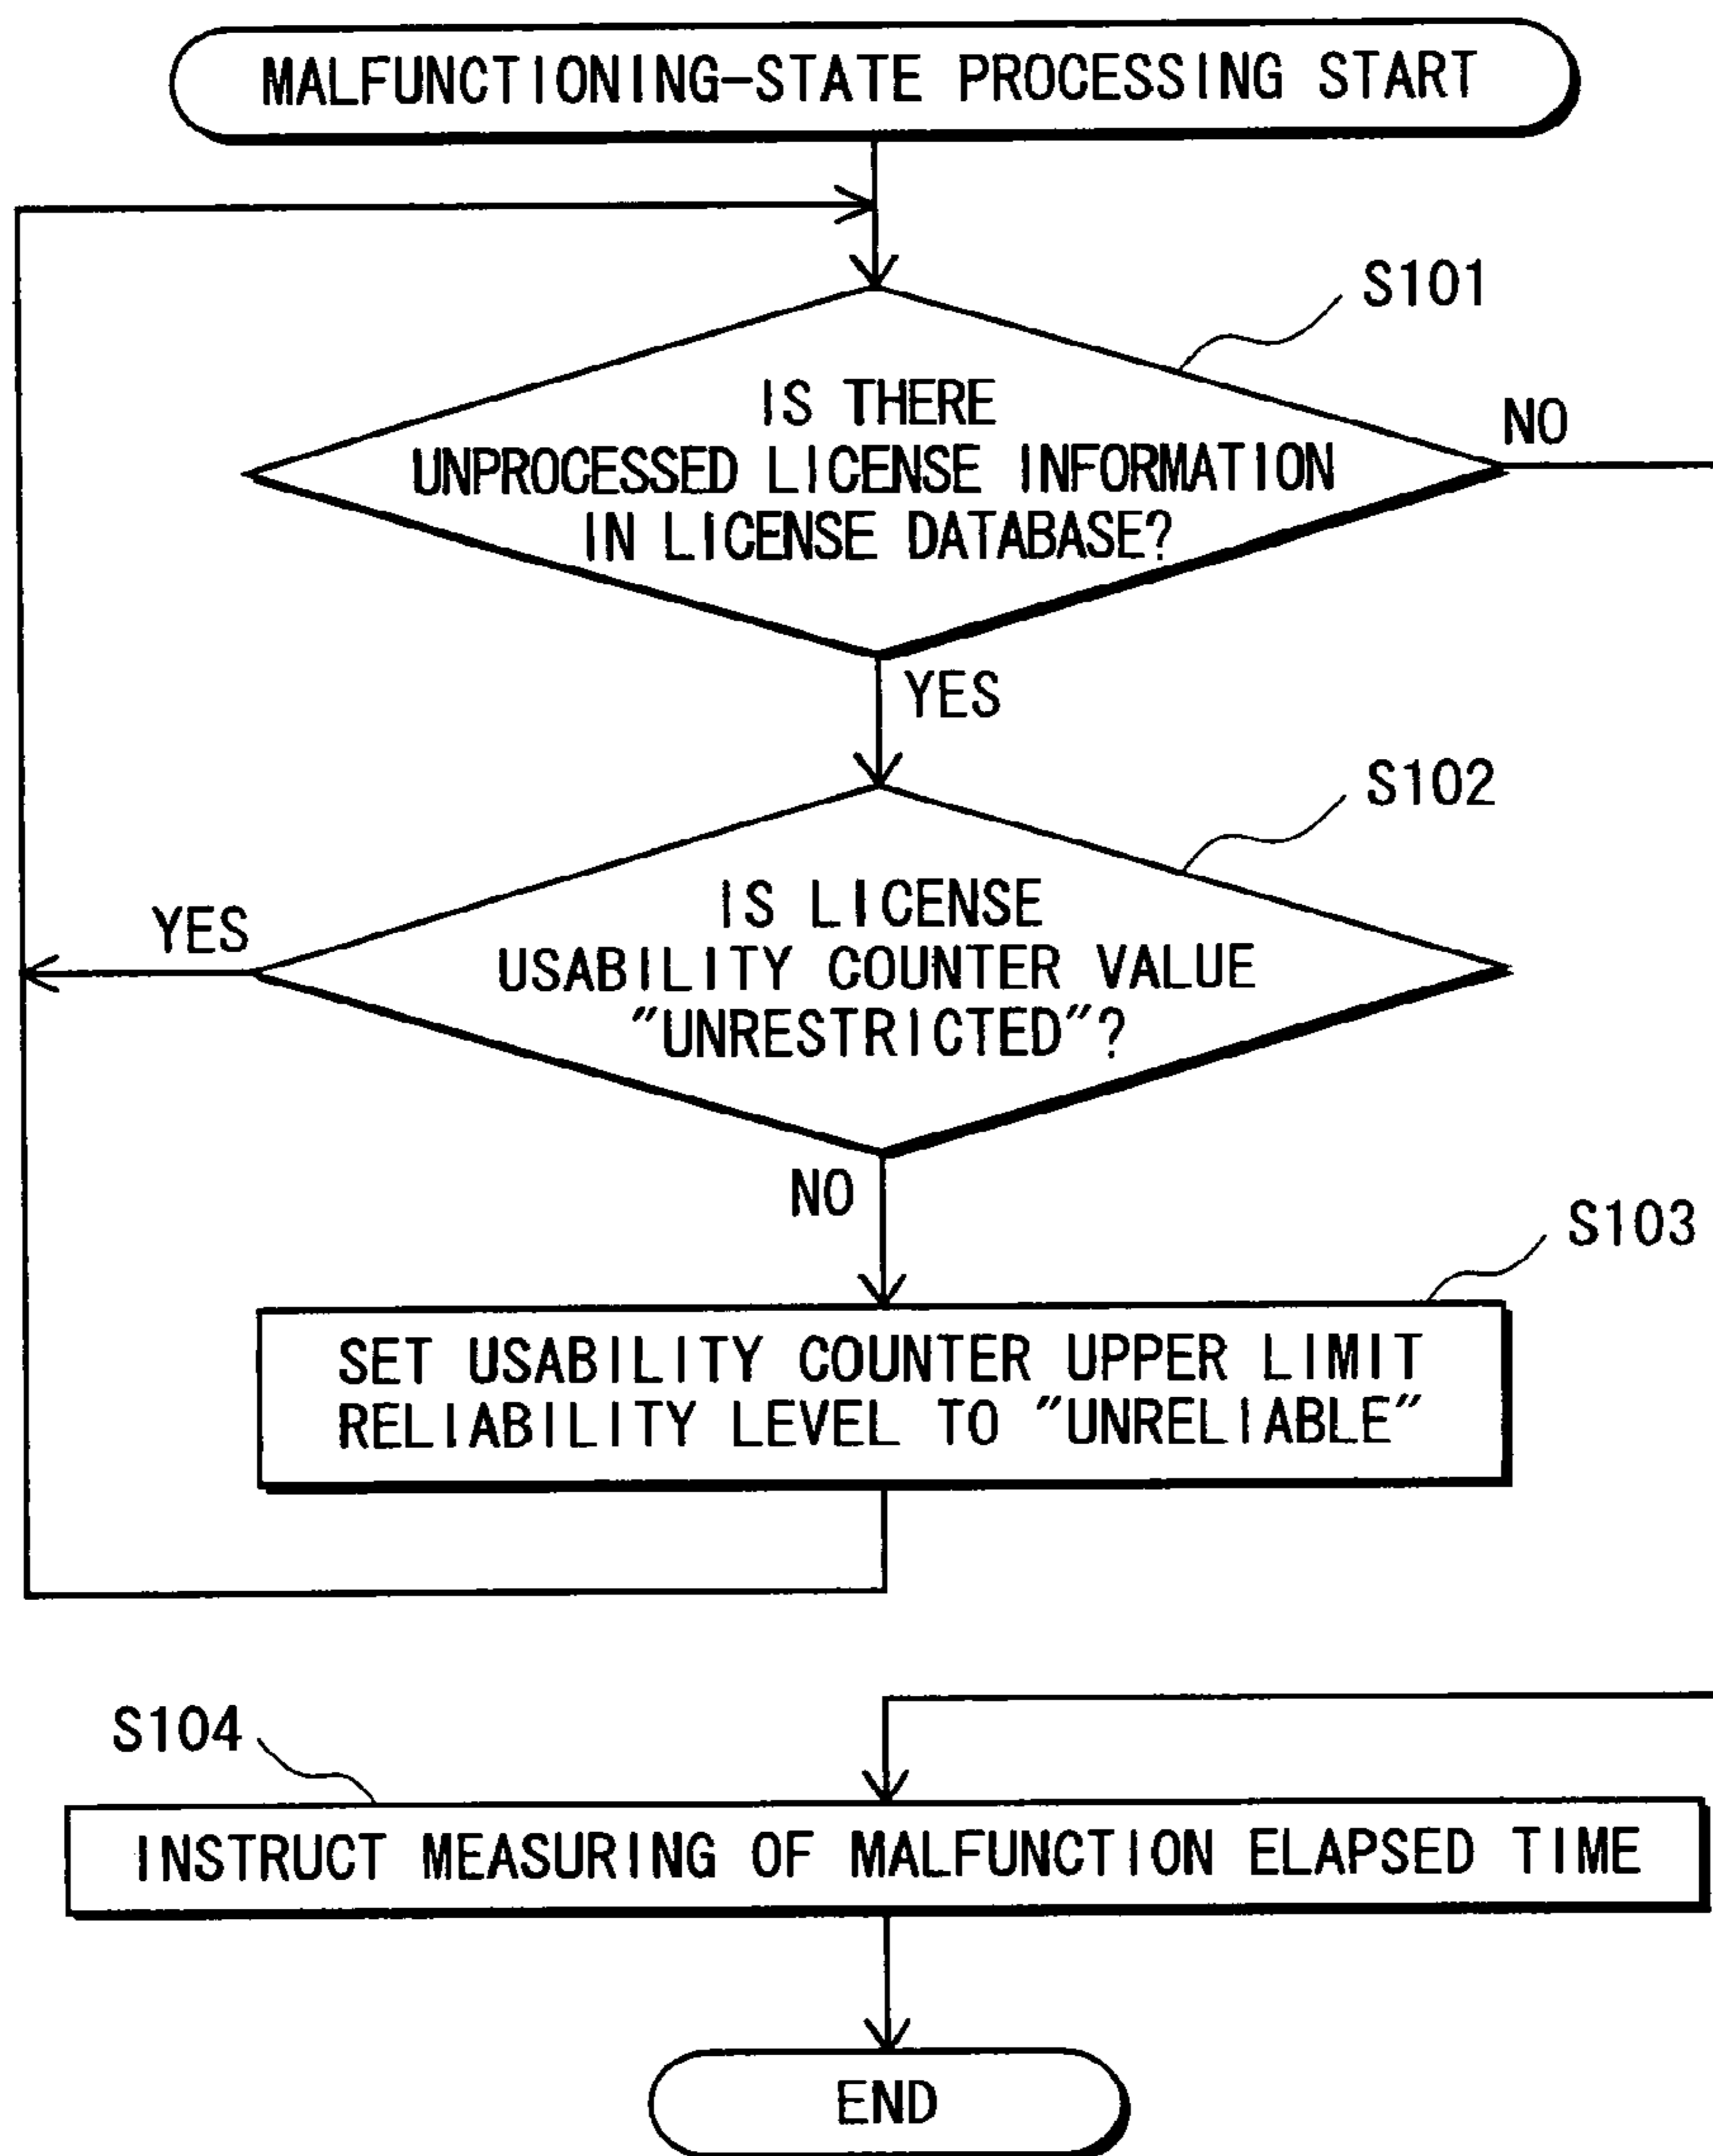 MALFUNCTIONING-STATE PROCESSING START
S101
IS THERE
UNPROCESSED LICENSE INFORMATION
IN LICENSE DATABASE?
NO
YES
S102
IS LICENSE
USABILITY COUNTER VALUE
"UNRESTRICTED"?
YES
NO
S103
SET USABILITY COUNTER UPPER LIMIT
RELIABILITY LEVEL TO "UNRELIABLE"
S104
INSTRUCT MEASURING OF MALFUNCTION ELAPSED TIME
END